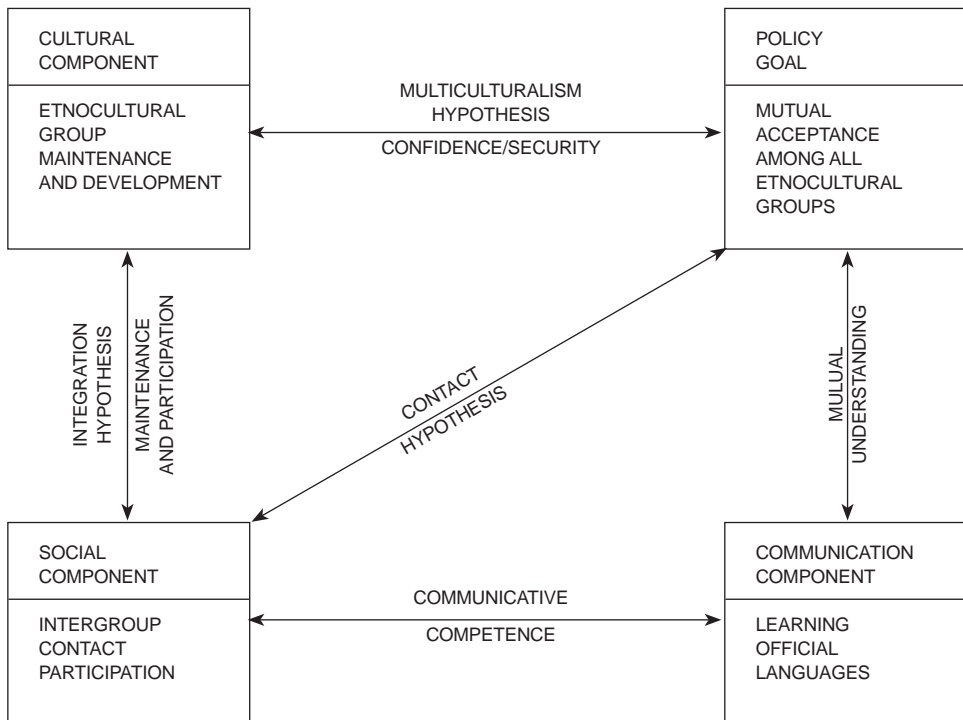 CULTURAL
COMPONENT
ETNOCULTURAL
GROUP
MAINTENANCE
AND DEVELOPMENT
MULTICULTURALISM
HYPOTHESIS
CONFIDENCE/SECURITY
POLICY
GOAL
MUTUAL
ACCEPTANCE
AMONG ALL
ETNOCULTURAL
GROUPS
INTEGRATION
HYPOTHESIS
MAINTENANCE
AND PARTICIPATION
CONTACT
HYPOTHESIS
MULUAL
UNDERSTANDING
SOCIAL
COMPONENT
INTERGROUP
CONTACT
PARTICIPATION
COMMUNICATIVE
COMPETENCE
COMMUNICATION
COMPONENT
LEARNING
OFFICIAL
LANGUAGES